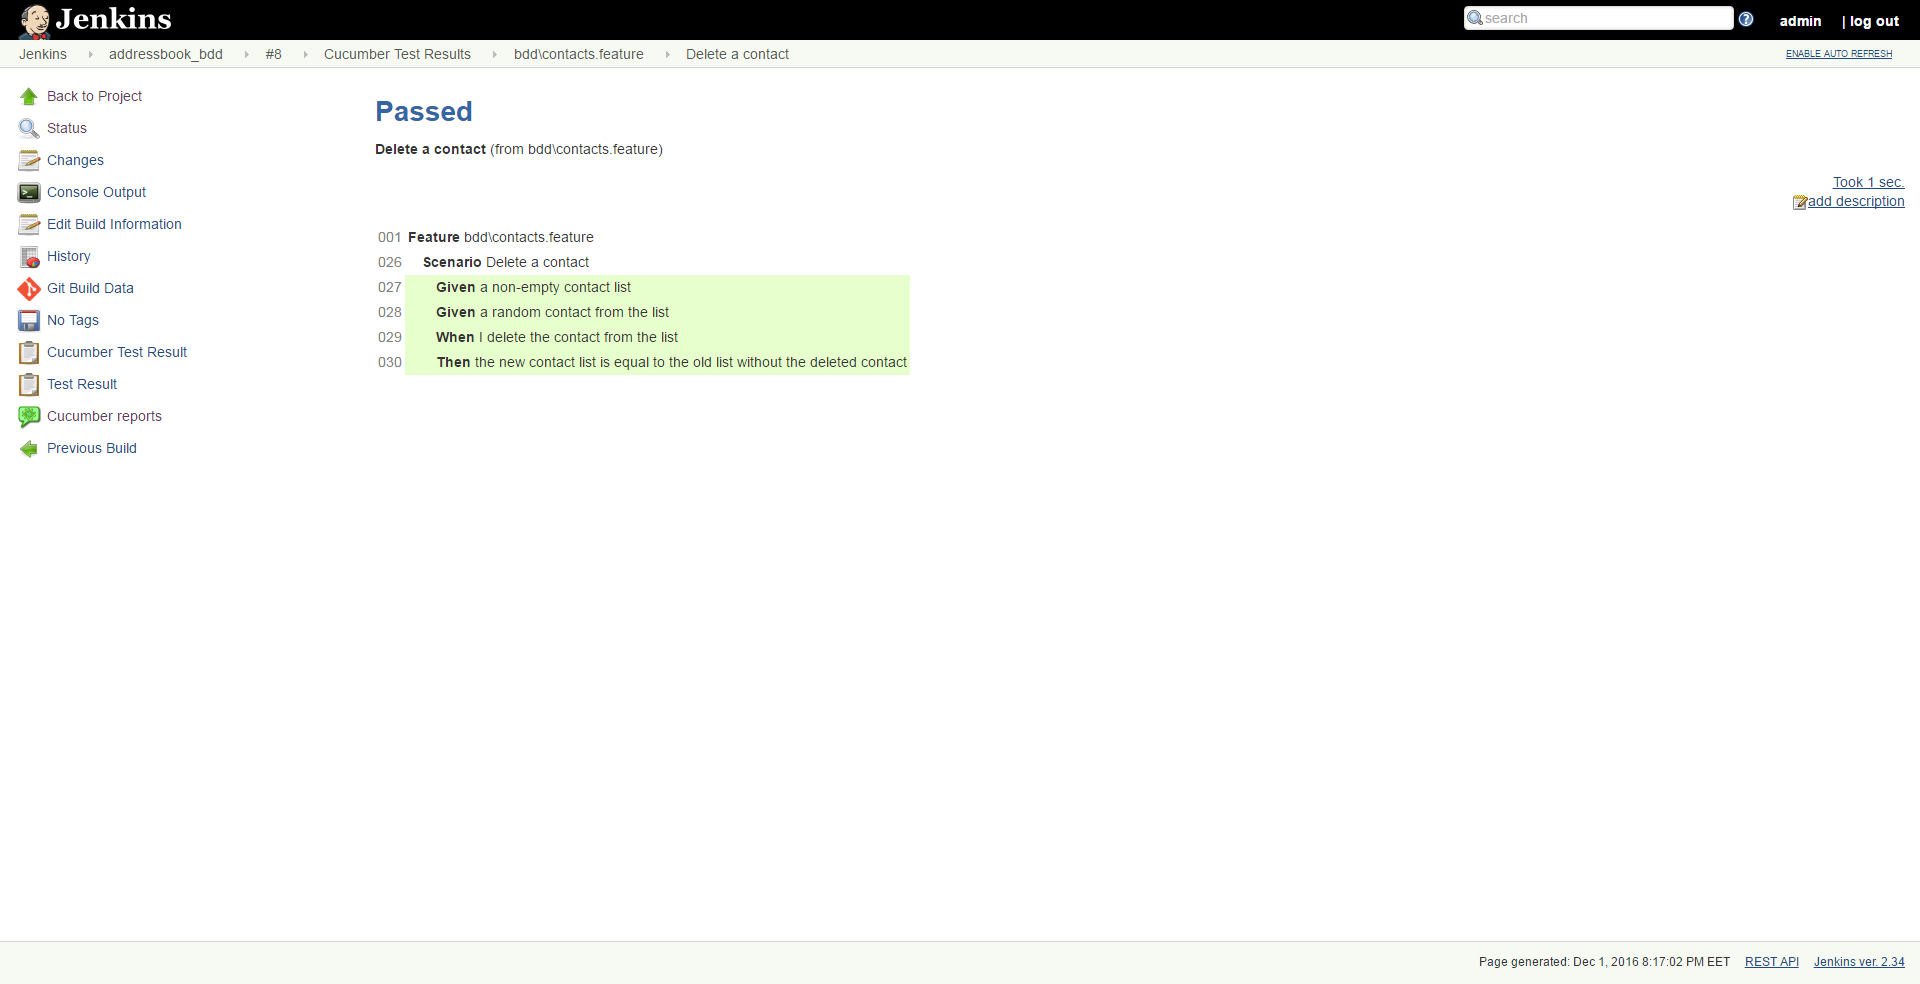 Jenkins
search
admin
| log out
Jenkins addressbook_bdd #8 Cucumber Test Results bdd\contacts.feature Delete a contact
ENABLE AUTO REFRESH
Back to Project
Status
Changes
Console Output
Edit Build Information
History
Git Build Data
No Tags
Cucumber Test Result
Test Result
Cucumber reports
Previous Build
Passed
Delete a contact (from bdd\contacts.feature)
Took 1 sec.
add description
001 Feature bdd\contacts.feature
026 Scenario Delete a contact
027 Given a non-empty contact list
028 Given a random contact from the list
029 When I delete the contact from the list
030 Then the new contact list is equal to the old list without the deleted contact
Page generated: Dec 1, 2016 8:17:02 PM EET REST API Jenkins ver. 2.34